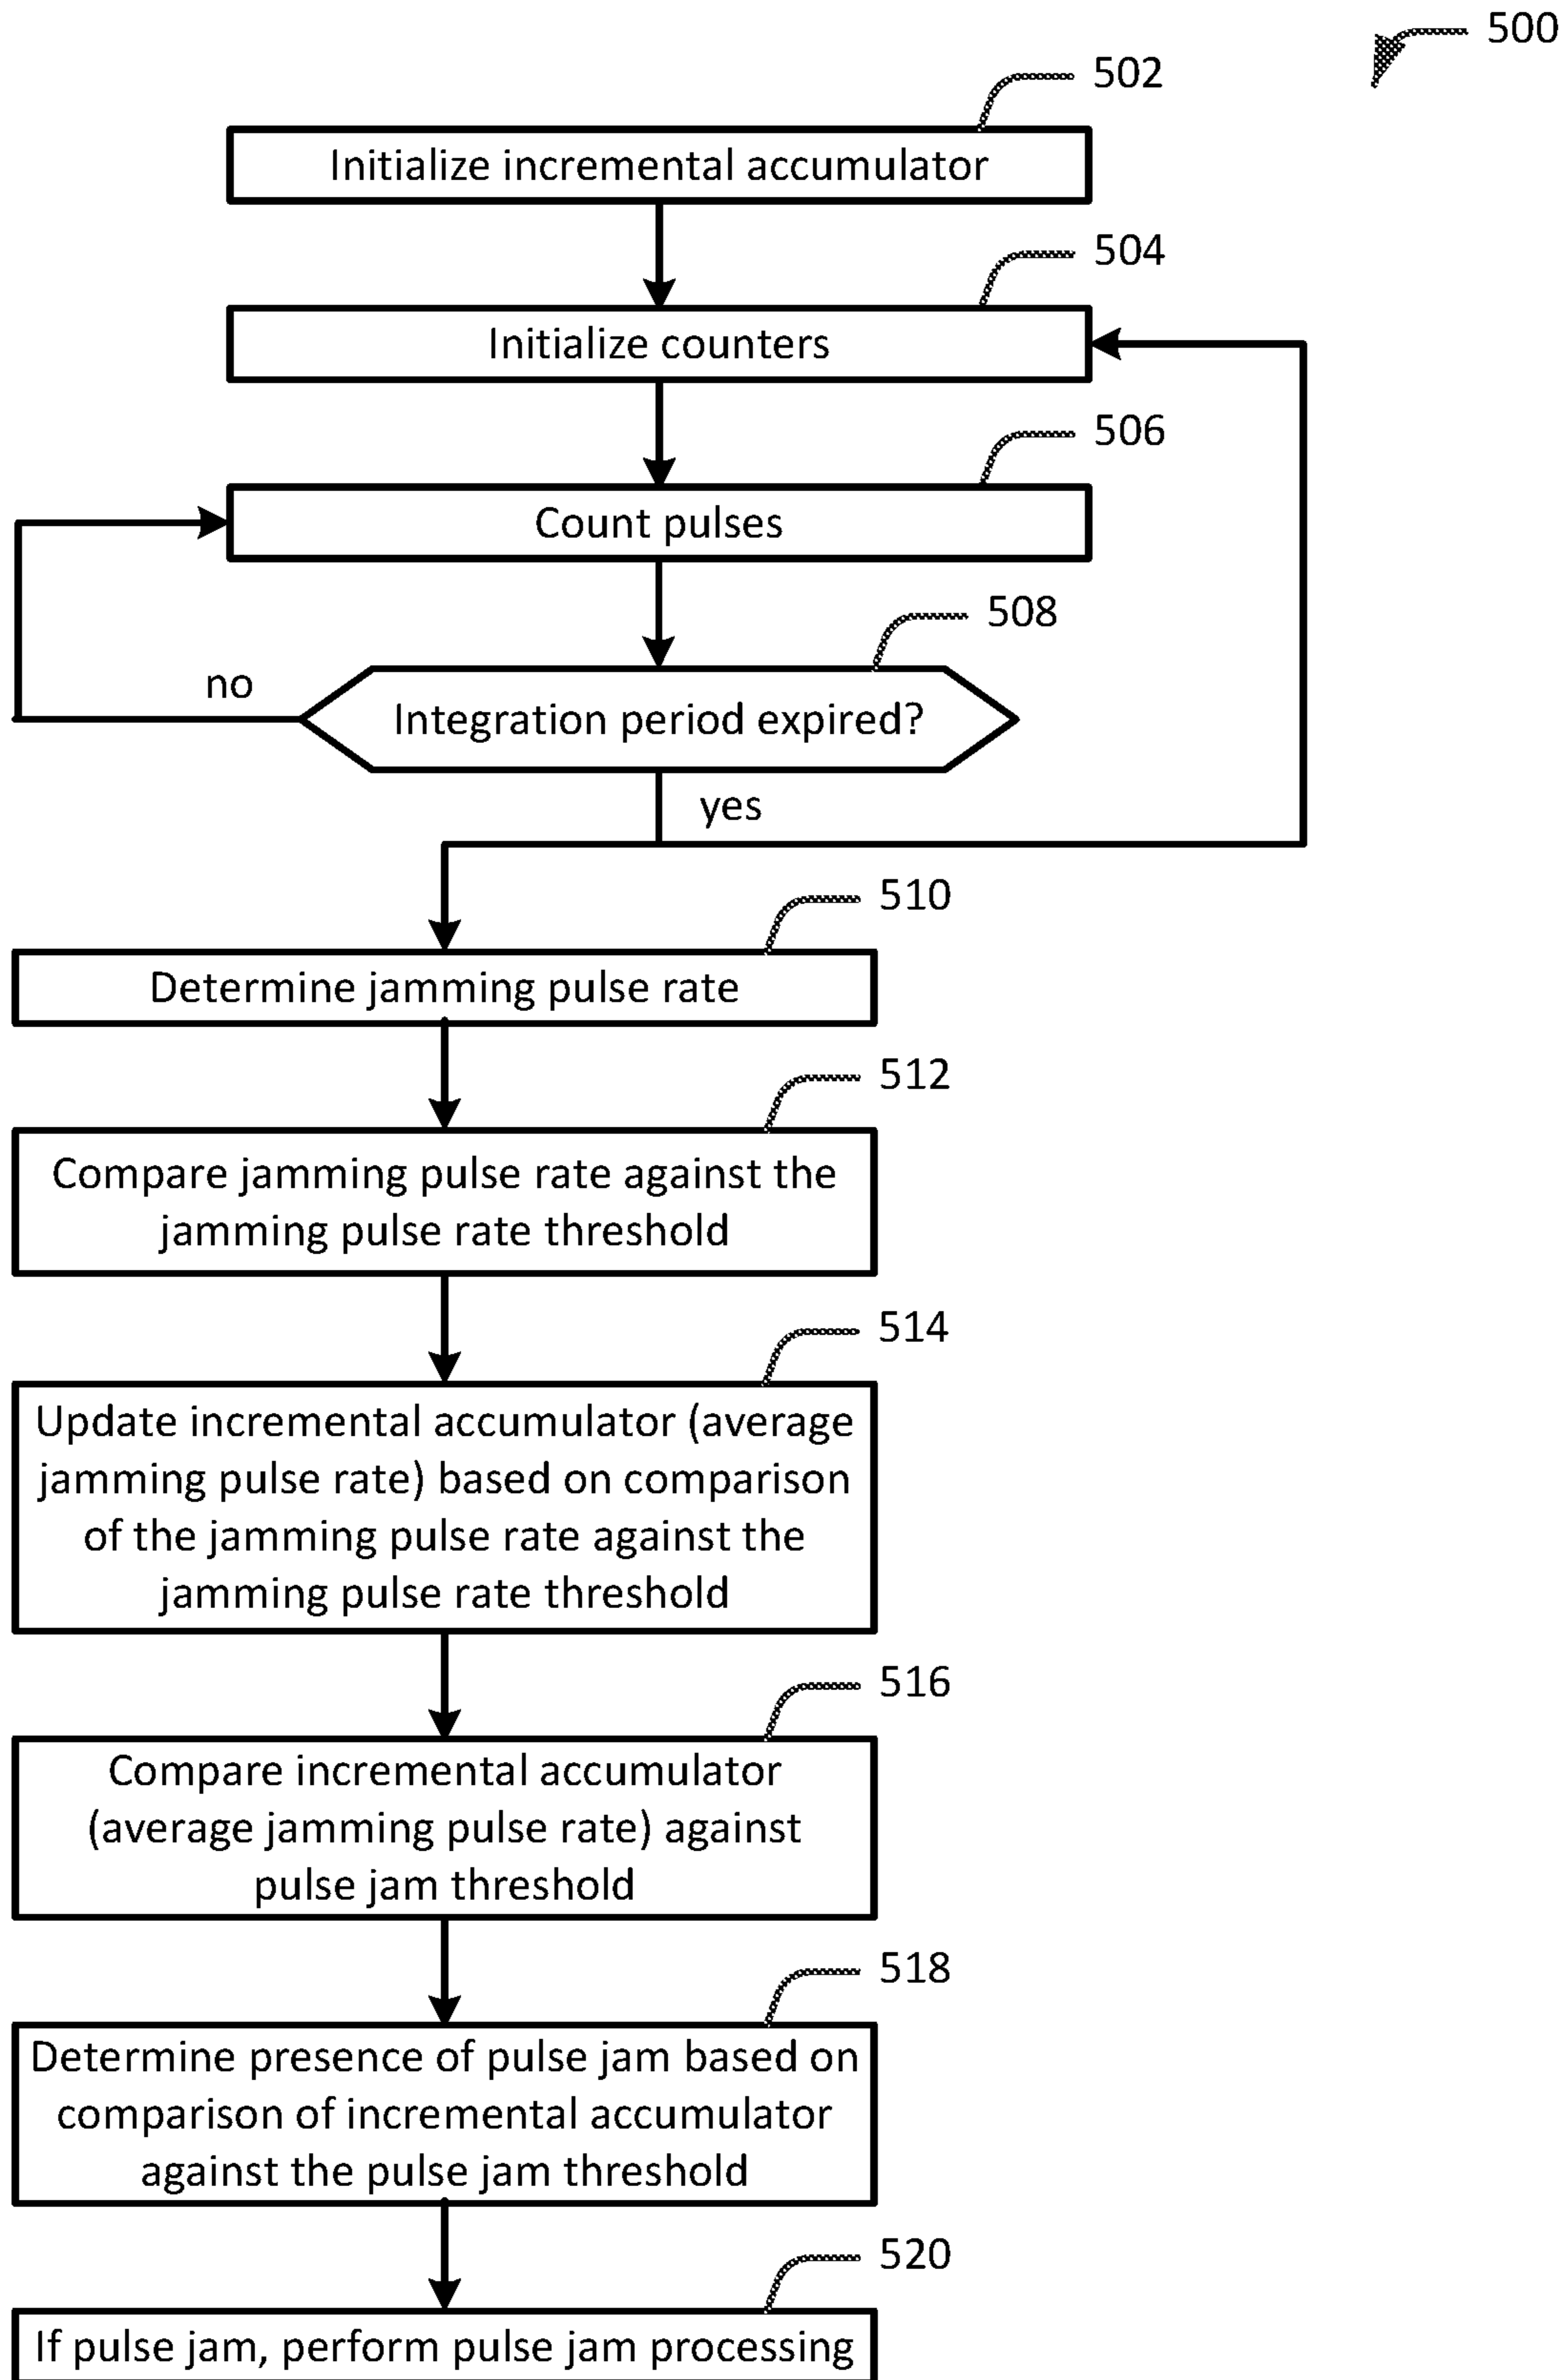 500
502
Initialize incremental accumulator
504
Initialize counters
506
Count pulses
508
no
Integration period expired?
yes
510
Determine jamming pulse rate
512
Compare jamming pulse rate against the
jamming pulse rate threshold
514
Update incremental accumulator (average
jamming pulse rate) based on comparison
of the jamming pulse rate against the
jamming pulse rate threshold
516
Compare incremental accumulator
(average jamming pulse rate) against
pulse jam threshold
518
Determine presence of pulse jam based on
comparison of incremental accumulator
against the pulse jam threshold
520
If pulse jam, perform pulse jam processing